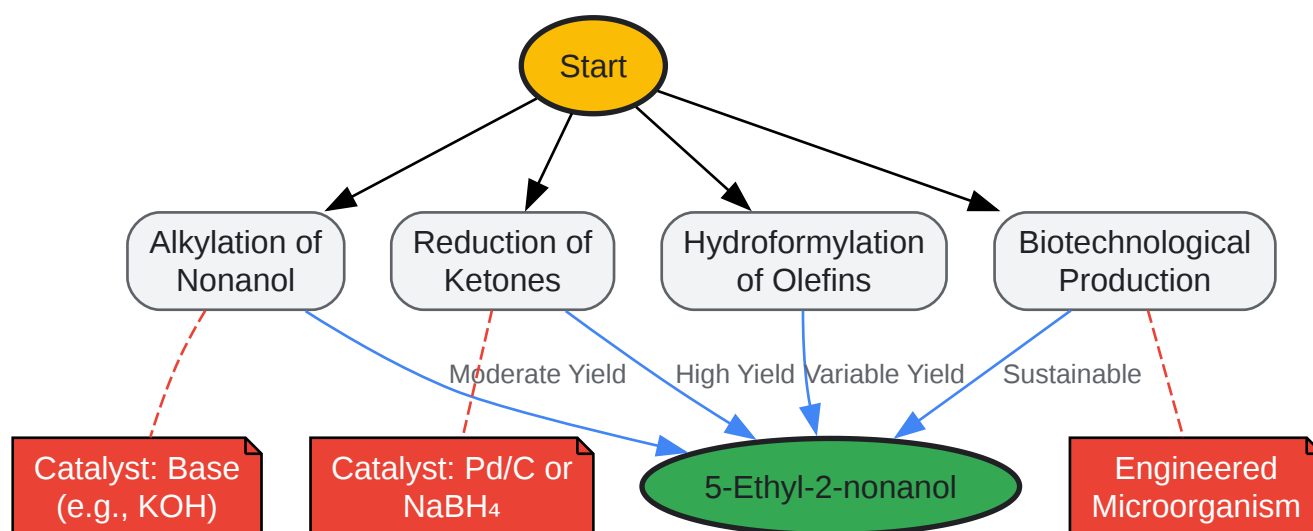 Start
Alkylation of
Nonanol
Reduction of
Ketones
Hydroformylation
of Olefins
Biotechnological
Production
Moderate Yield
High Yield
Variable Yield
Sustainable
Catalyst: Base
(e.g., KOH)
Catalyst: Pd/C or
NaBH₄
5-Ethyl-2-nonanol
Engineered
Microorganism